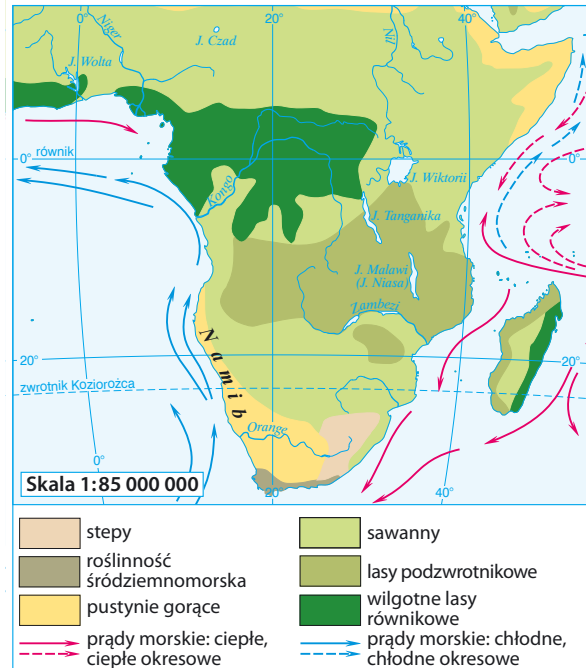 20°
40°
Niger
J. Czad
Nil
J. Wolta
równik
0°
0°
0°
Kongo
J. Wiktorii
J. Tanganika
J. Malawi
(J. Niasa)
Zambezi
Namib
20°
20°
zwrotnik Koziorożca
Orange
0°
20°
40°
Skala 1:85 000 000
stepy
sawanny
roślinność
śródziemnomorska
lasy podzwrotnikowe
pustynie gorące
wilgotne lasy
równikowe
prądy morskie: ciepłe,
ciepłe okresowe
prądy morskie: chłodne,
chłodne okresowe